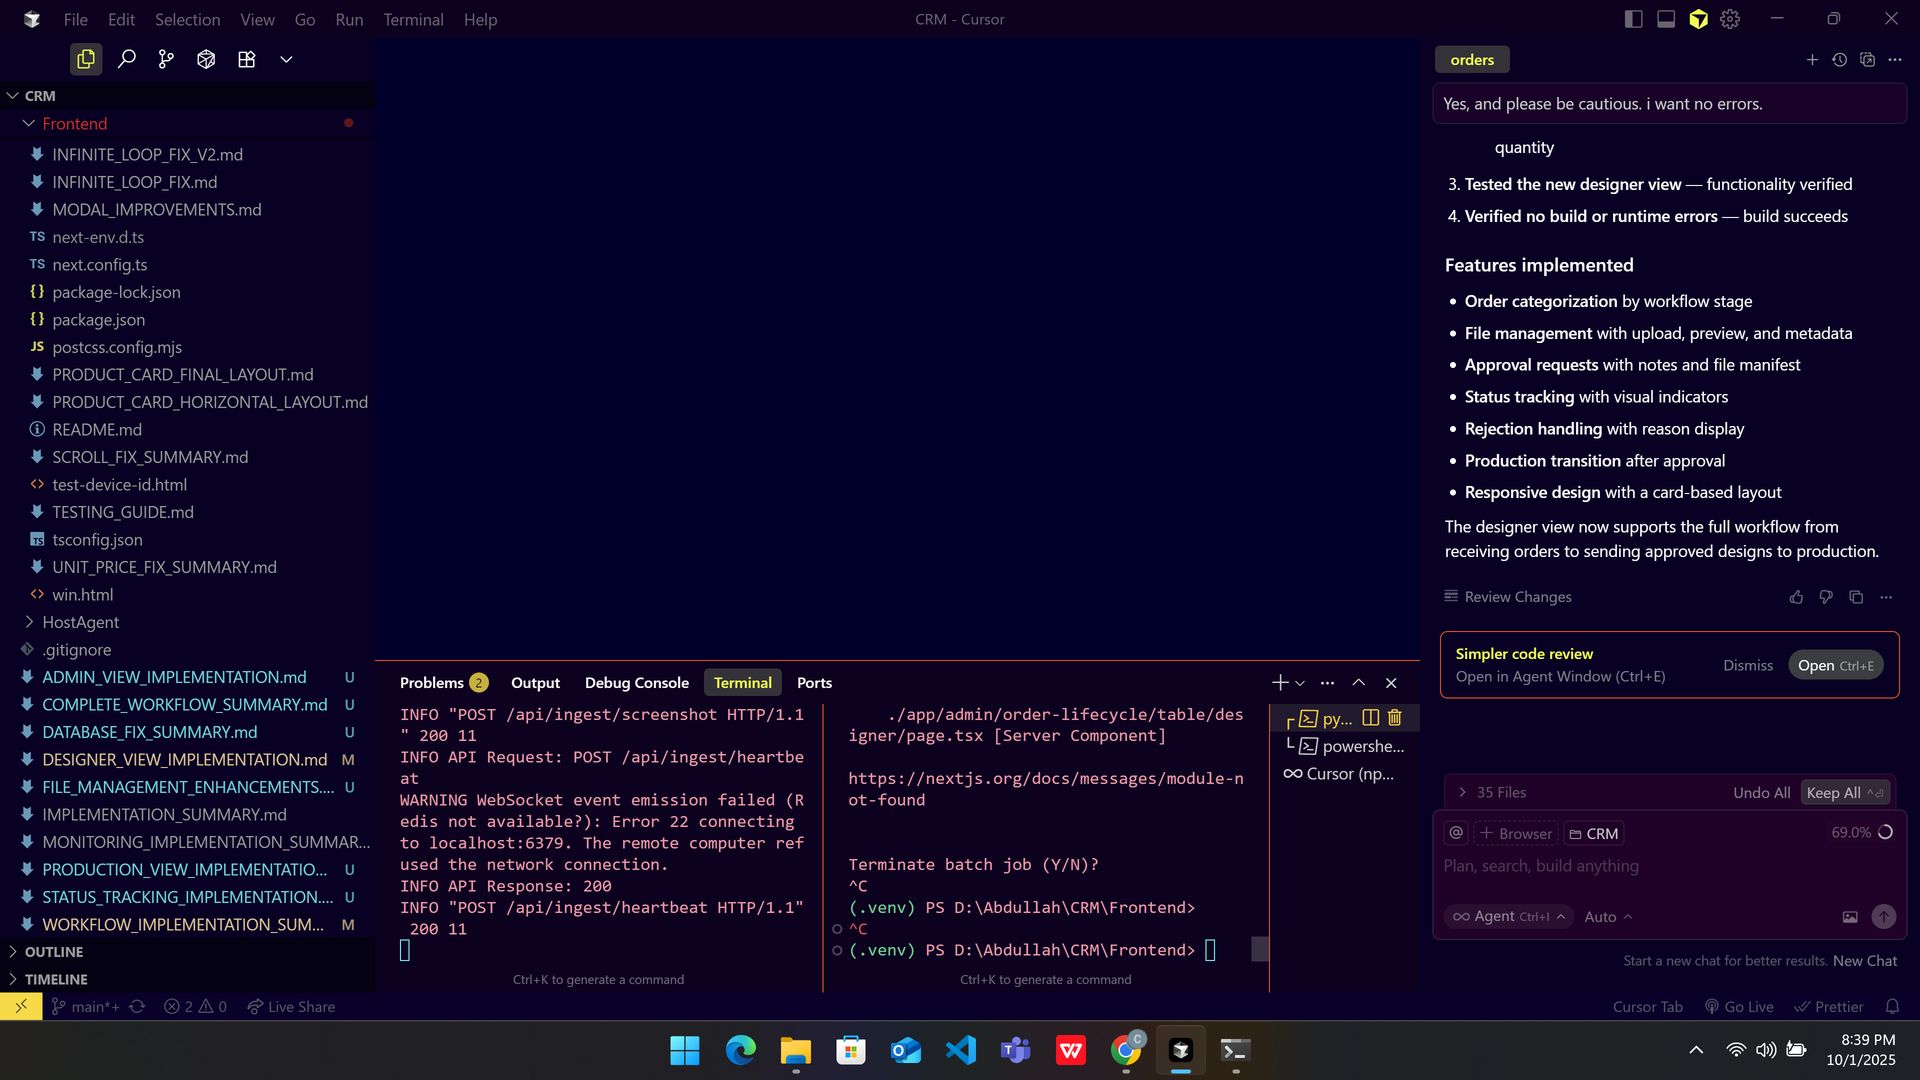 File Edit Selection View Go Run Terminal Help
CRM - Cursor
CRM
Frontend
INFINITE_LOOP_FIX_V2.md
INFINITE_LOOP_FIX.md
MODAL_IMPROVEMENTS.md
TS next-env.d.ts
TS next.config.ts
{} package-lock.json
{} package.json
JS postcss.config.mjs
PRODUCT_CARD_FINAL_LAYOUT.md
PRODUCT_CARD_HORIZONTAL_LAYOUT.md
README.md
SCROLL_FIX_SUMMARY.md
<> test-device-id.html
TESTING_GUIDE.md
TS tsconfig.json
UNIT_PRICE_FIX_SUMMARY.md
<> win.html
HostAgent
.gitignore
ADMIN_VIEW_IMPLEMENTATION.md U
COMPLETE_WORKFLOW_SUMMARY.md U
DATABASE_FIX_SUMMARY.md U
DESIGNER_VIEW_IMPLEMENTATION.md M
FILE_MANAGEMENT_ENHANCEMENTS.... U
IMPLEMENTATION_SUMMARY.md
MONITORING_IMPLEMENTATION_SUMMAR...
PRODUCTION_VIEW_IMPLEMENTATIO... U
STATUS_TRACKING_IMPLEMENTATION.... U
WORKFLOW_IMPLEMENTATION_SUM... M
OUTLINE
TIMELINE
Problems 2 Output Debug Console Terminal Ports
INFO "POST /api/ingest/screenshot HTTP/1.1
" 200 11
INFO API Request: POST /api/ingest/heartbe
at
WARNING WebSocket event emission failed (R
edis not available?): Error 22 connecting
to localhost:6379. The remote computer ref
used the network connection.
INFO API Response: 200
INFO "POST /api/ingest/heartbeat HTTP/1.1"
200 11
Ctrl+K to generate a command
./app/admin/order-lifecycle/table/des
igner/page.tsx [Server Component]
https://nextjs.org/docs/messages/module-n
ot-found
Terminate batch job (Y/N)?
^C
(.venv) PS D:\Abdullah\CRM\Frontend>
^C
(.venv) PS D:\Abdullah\CRM\Frontend>
Ctrl+K to generate a command
py...
powershe...
Cursor (np...
orders
Yes, and please be cautious. i want no errors.
quantity
3. Tested the new designer view — functionality verified
4. Verified no build or runtime errors — build succeeds
Features implemented
• Order categorization by workflow stage
• File management with upload, preview, and metadata
• Approval requests with notes and file manifest
• Status tracking with visual indicators
• Rejection handling with reason display
• Production transition after approval
• Responsive design with a card-based layout
The designer view now supports the full workflow from
receiving orders to sending approved designs to production.
Review Changes
Simpler code review
Open in Agent Window (Ctrl+E)
Dismiss Open Ctrl+E
35 Files Undo All Keep All ^⏎
@ + Browser CRM 69.0%
Plan, search, build anything
∞ Agent Ctrl+I Auto
Start a new chat for better results. New Chat
main*+ 2 0 Live Share
Cursor Tab Go Live Prettier
C
8:39 PM
10/1/2025